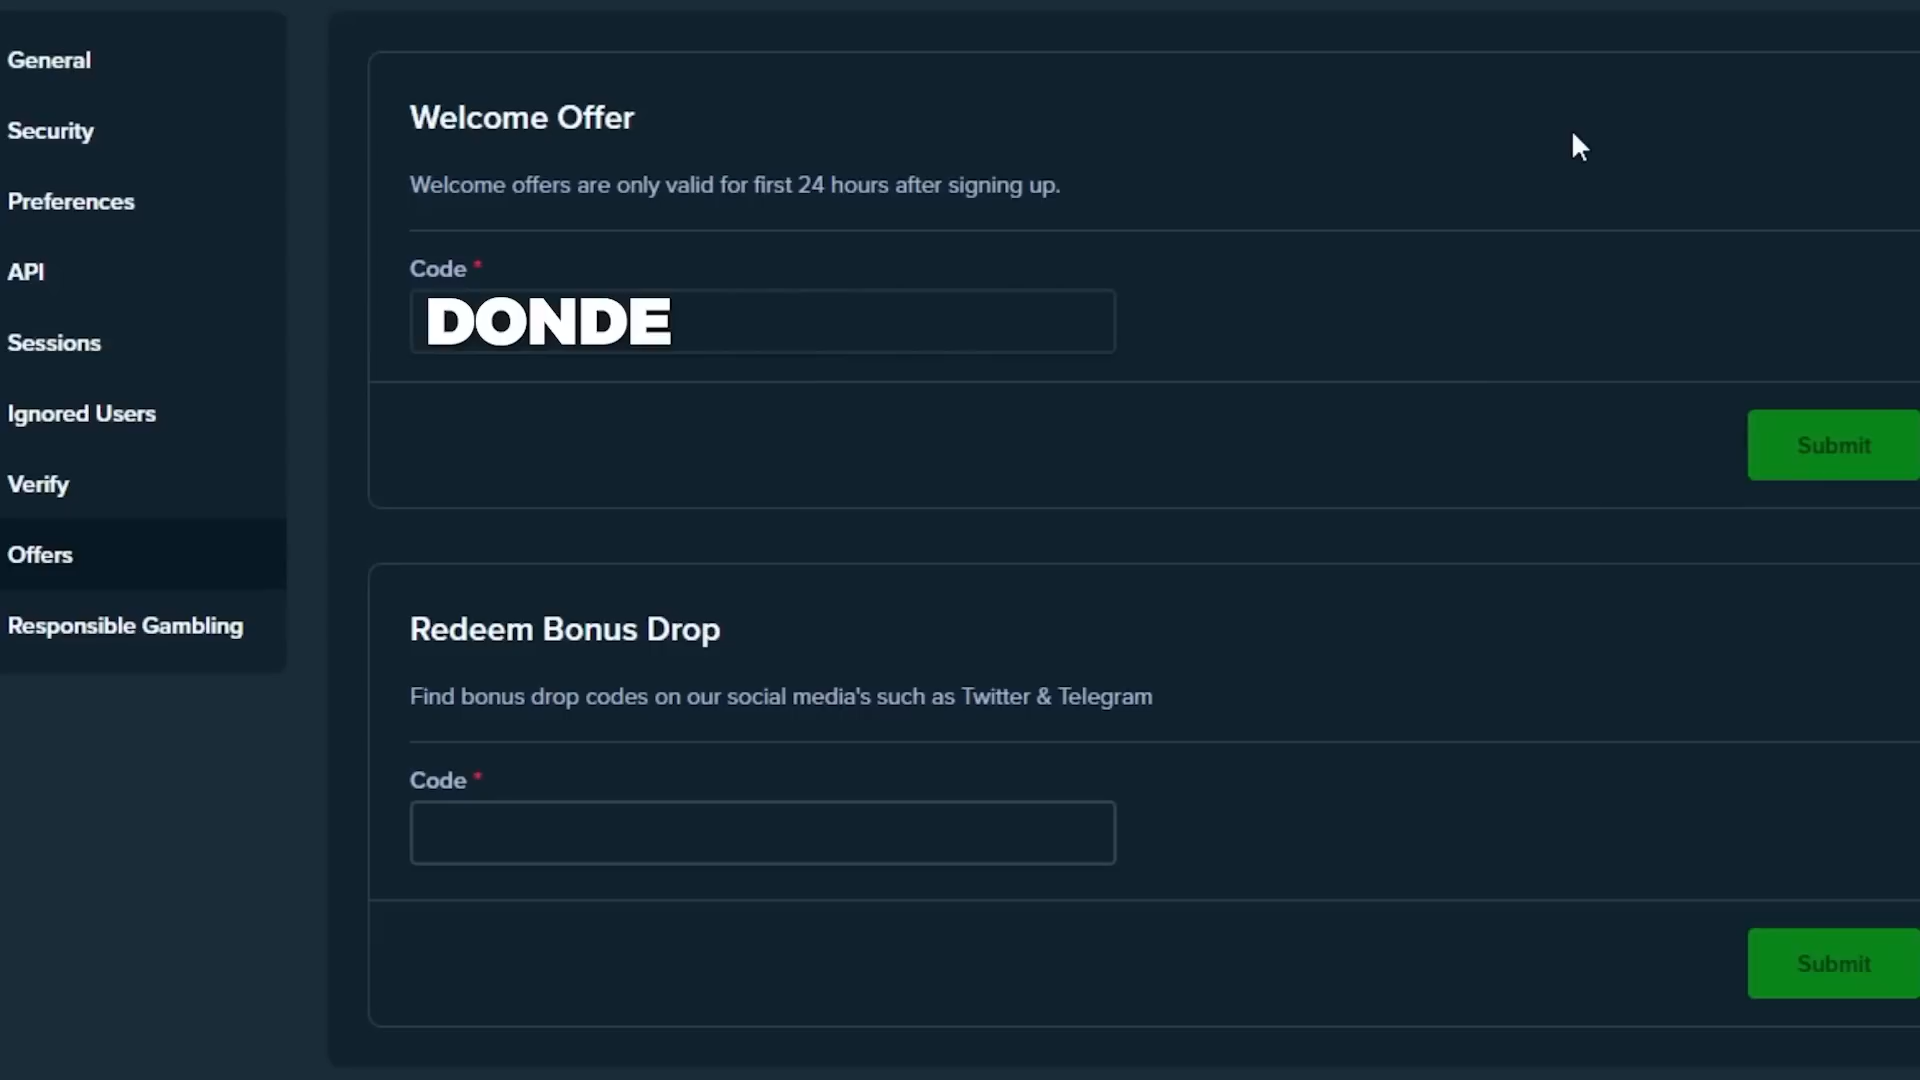 General
Security
Preferences
API
Sessions
Ignored Users
Verify
Offers
Responsible Gambling
Welcome Offer
Welcome offers are only valid for first 24 hours after signing up.
Code *
DONDE
Submit
Redeem Bonus Drop
Find bonus drop codes on our social media's such as Twitter & Telegram
Code *
Submit